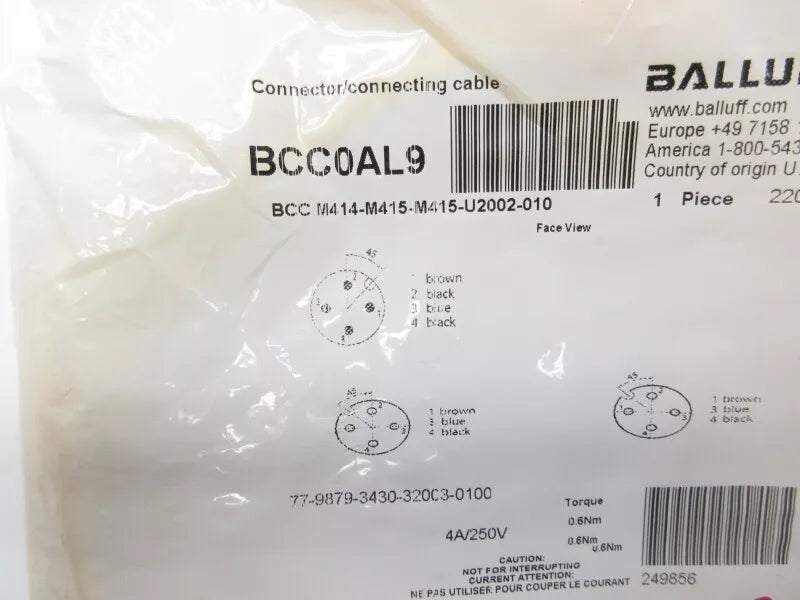 Connector/connecting cable
BALLUF
www.balluff.com
BCC0AL9
Europe +49 7158 1
America 1-800-543
Country of origin U
BCC M414-M415-M415-U2002-010
1 Piece 220
Face View
45
1 brown
2 black
3 blue
4 black
45
1 brown
3 blue
4 black
45
1 brown
3 blue
4 black
77-9879-3430-32003-0100
Torque
0.6Nm
4A/250V
0.6Nm
0.6Nm
CAUTION:
NOT FOR INTERRUPTING
CURRENT ATTENTION:
NE PAS UTILISER POUR COUPER LE COURANT
249856